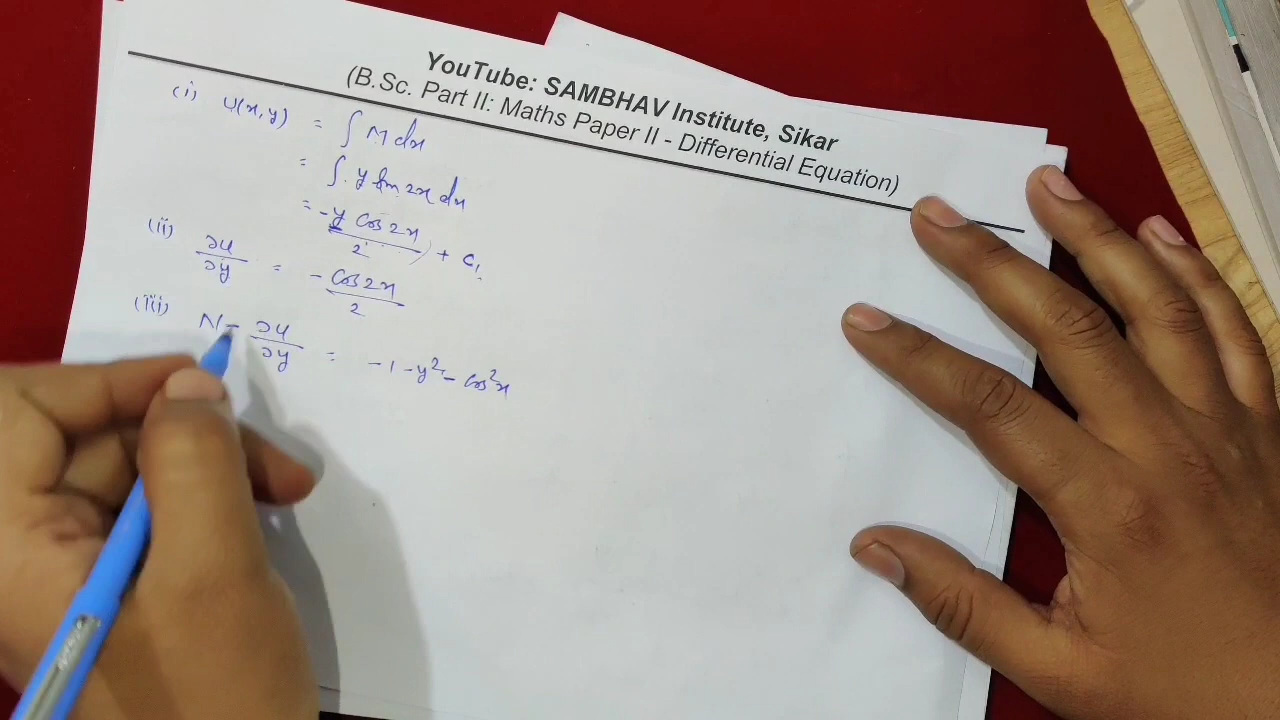 YouTube: SAMBHAV Institute, Sikar
(B.Sc. Part II: Maths Paper II - Differential Equation)
(i) U(x,y) = ∫ M dx
= ∫ y sin 2x dx
= -y cos 2x / 2 + c₁
(ii) ∂u/∂y = - cos 2x / 2
(iii) N - ∂u/∂y = -1 - y² - cos²x